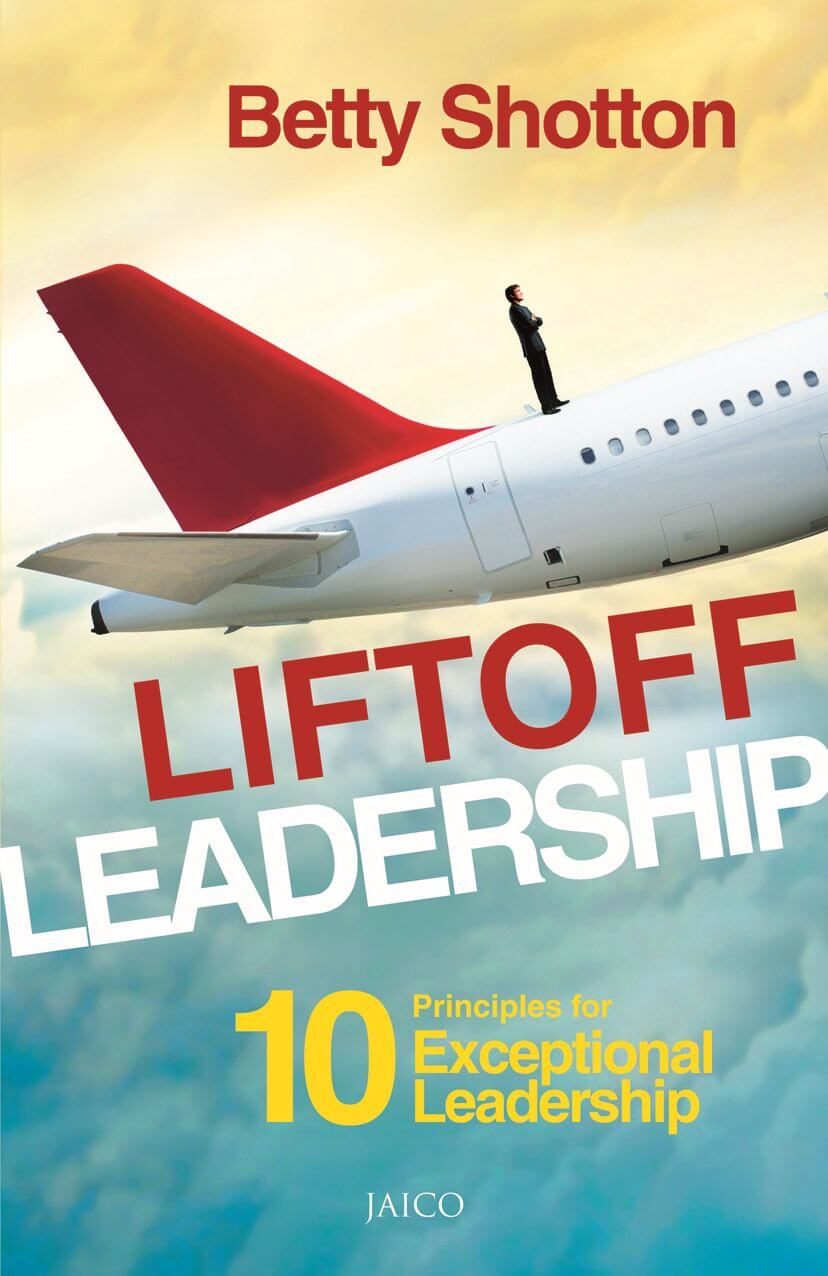 Betty Shotton
LIFTOFF
LEADERSHIP
10 Principles for
Exceptional
Leadership
JAICO